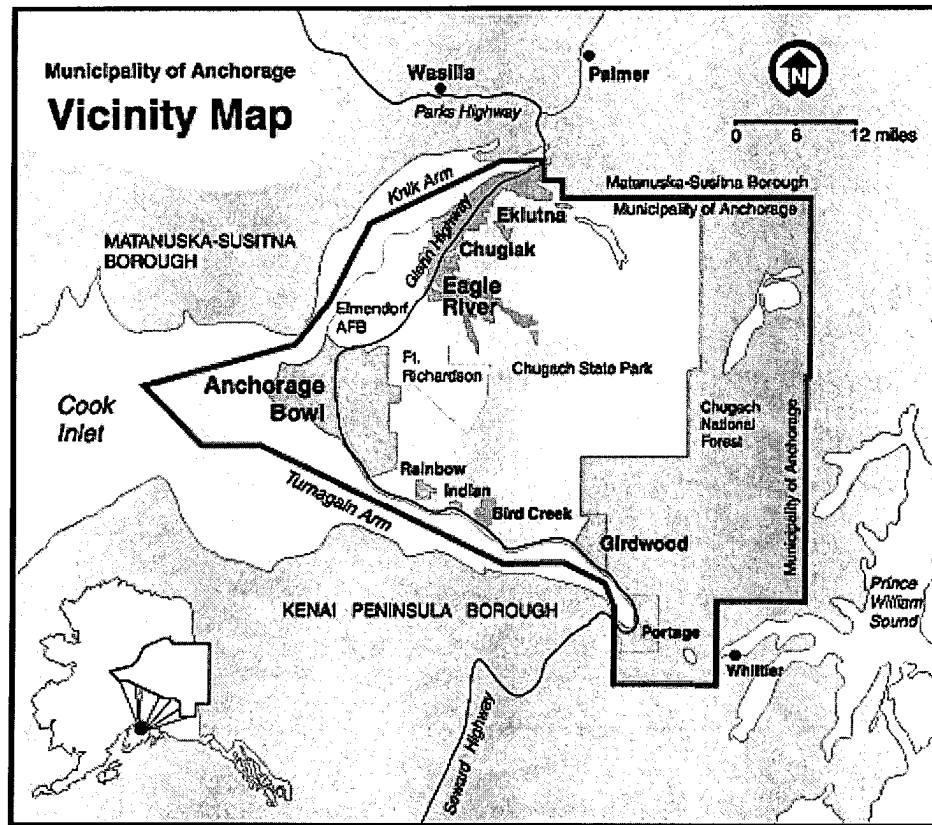 Municipality of Anchorage
Vicinity Map
Wasilla
Palmer
N
Parks Highway
0 6 12 miles
Knik Arm
Matanuska-Susitna Borough
Municipality of Anchorage
Eklutna
Glenn Highway
Chugiak
MATANUSKA-SUSITNA
BOROUGH
Eagle
River
Elmendorf
AFB
Ft.
Richardson
Chugach State Park
Anchorage
Bowl
Cook
Inlet
Chugach
National
Forest
Municipality of Anchorage
Rainbow
Indian
Bird Creek
Turnagain Arm
Girdwood
KENAI PENINSULA BOROUGH
Prince
William
Sound
Portage
Whittier
Seward Highway